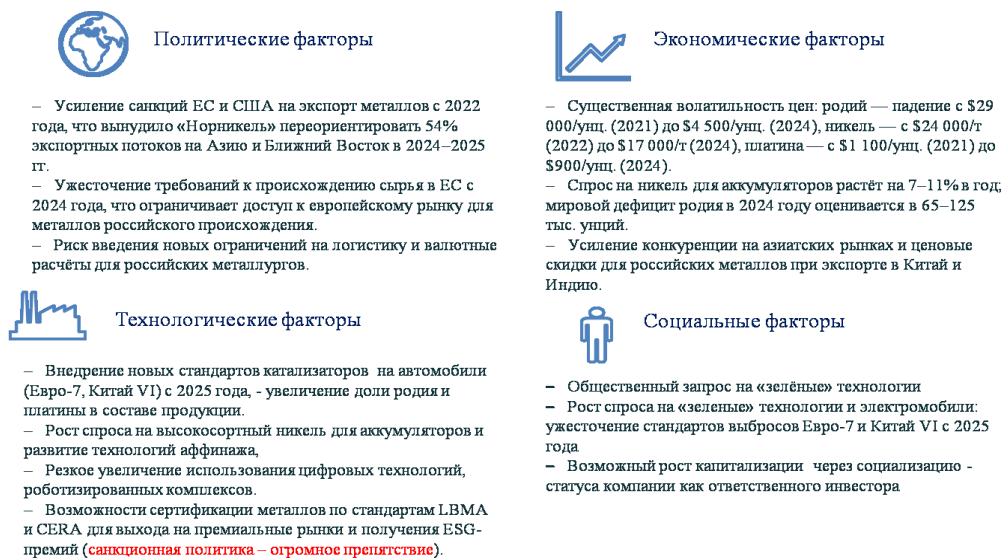 Политические факторы
– Усиление санкций ЕС и США на экспорт металлов с 2022
года, что вынудило «Норникель» переориентировать 54%
экспортных потоков на Азию и Ближний Восток в 2024–2025
гг.
– Ужесточение требований к происхождению сырья в ЕС с
2024 года, что ограничивает доступ к европейскому рынку для
металлов российского происхождения.
– Риск введения новых ограничений на логистику и валютные
расчёты для российских металлургов.
Экономические факторы
– Существенная волатильность цен: родий — падение с $29
000/унц. (2021) до $4 500/унц. (2024), никель — с $24 000/т
(2022) до $17 000/т (2024), платина — с $1 100/унц. (2021) до
$900/унц. (2024).
– Спрос на никель для аккумуляторов растёт на 7–11% в год;
мировой дефицит родия в 2024 году оценивается в 65–125
тыс. унций.
– Усиление конкуренции на азиатских рынках и ценовые
скидки для российских металлов при экспорте в Китай и
Индию.
Технологические факторы
– Внедрение новых стандартов катализаторов на автомобили
(Евро-7, Китай VI) с 2025 года, - увеличение доли родия и
платины в составе продукции.
– Рост спроса на высокосортный никель для аккумуляторов и
развитие технологий аффинажа,
– Резкое увеличение использования цифровых технологий,
роботизированных комплексов.
– Возможности сертификации металлов по стандартам LBMA
и CERA для выхода на премиальные рынки и получения ESG-
премий (санкционная политика – огромное препятствие).
Социальные факторы
– Общественный запрос на «зелёные» технологии
– Рост спроса на «зеленые» технологии и электромобили:
ужесточение стандартов выбросов Евро-7 и Китай VI с 2025
года
– Возможный рост капитализации через социализацию -
статуса компании как ответственного инвестора